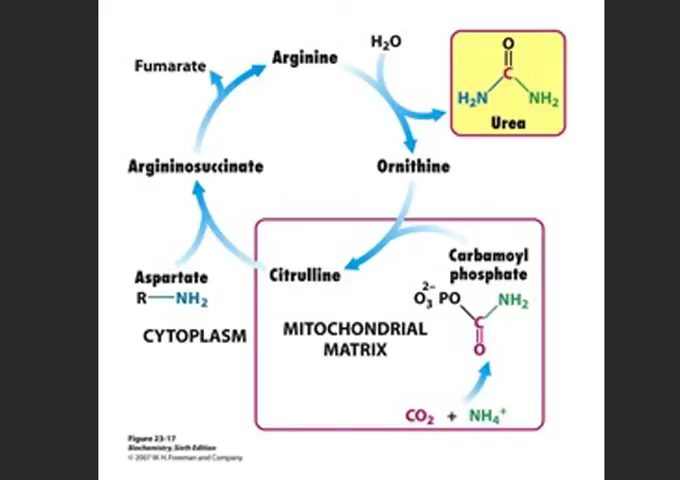 H₂O
Arginine
Fumarate
O
C
H₂N
NH₂
Urea
Argininosuccinate
Ornithine
Carbamoyl
phosphate
Aspartate
R—NH₂
Citrulline
2−
O₃ PO
NH₂
C
O
CYTOPLASM
MITOCHONDRIAL
MATRIX
CO₂ + NH₄⁺
Figure 23-17
Biochemistry, Sixth Edition
© 2007 W. H. Freeman and Company